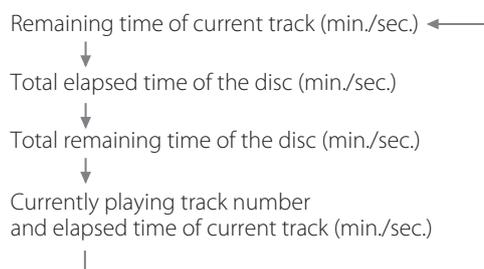 Remaining time of current track (min./sec.)
Total elapsed time of the disc (min./sec.)
Total remaining time of the disc (min./sec.)
Currently playing track number
and elapsed time of current track (min./sec.)